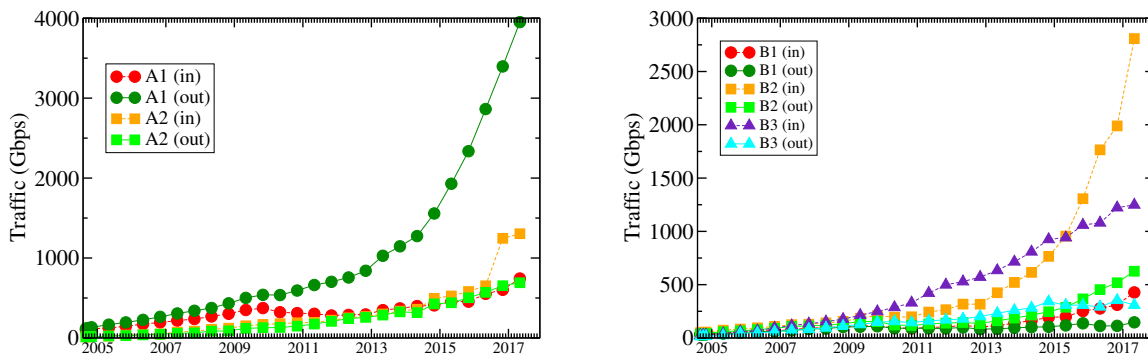 4000
3000
2000
1000
0
Traffic (Gbps)
A1 (in)
A1 (out)
A2 (in)
A2 (out)
2005 2007 2009 2011 2013 2015 2017
3000
2500
2000
1500
1000
500
0
Traffic (Gbps)
B1 (in)
B1 (out)
B2 (in)
B2 (out)
B3 (in)
B3 (out)
2005 2007 2009 2011 2013 2015 2017